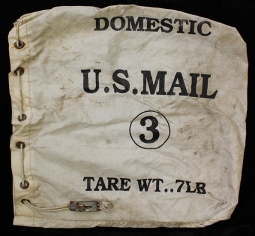 DOMESTIC
U.S. MAIL
3
TARE WT..7LB